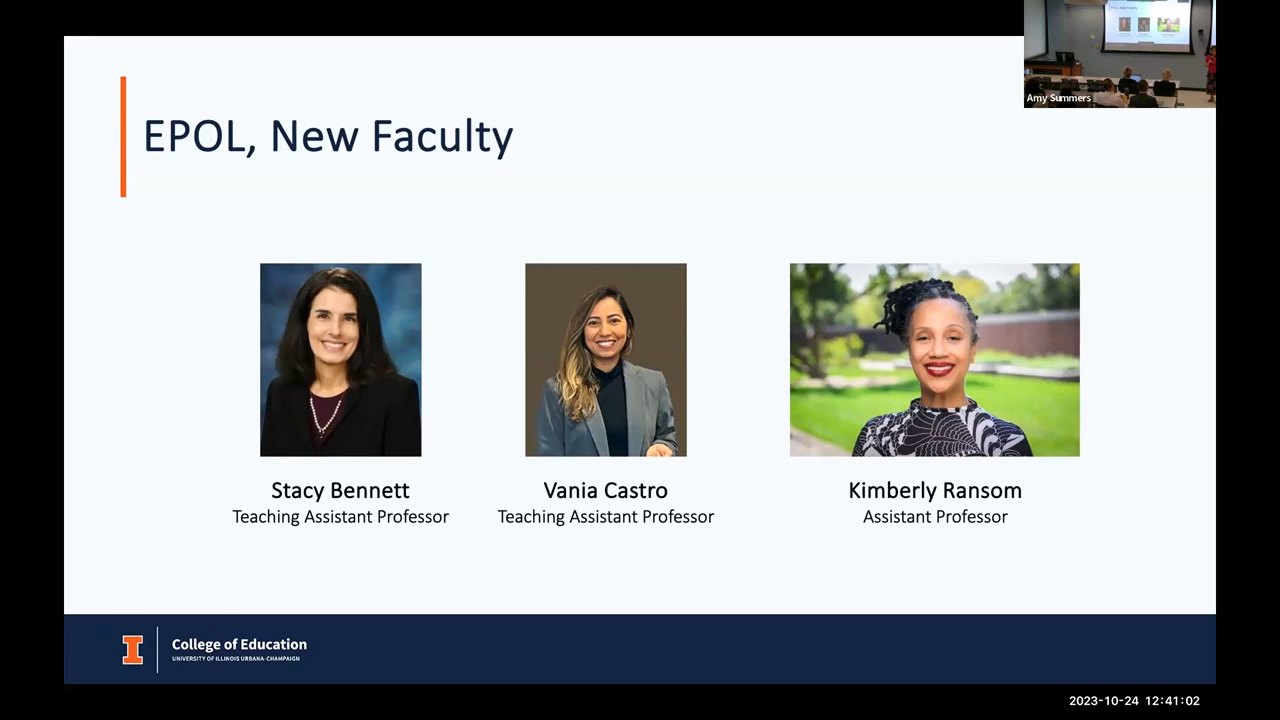 EPOL, New Faculty
Amy Summers
Stacy Bennett
Teaching Assistant Professor
Vania Castro
Teaching Assistant Professor
Kimberly Ransom
Assistant Professor
I
College of Education
UNIVERSITY OF ILLINOIS URBANA-CHAMPAIGN
2023-10-24 12:41:02